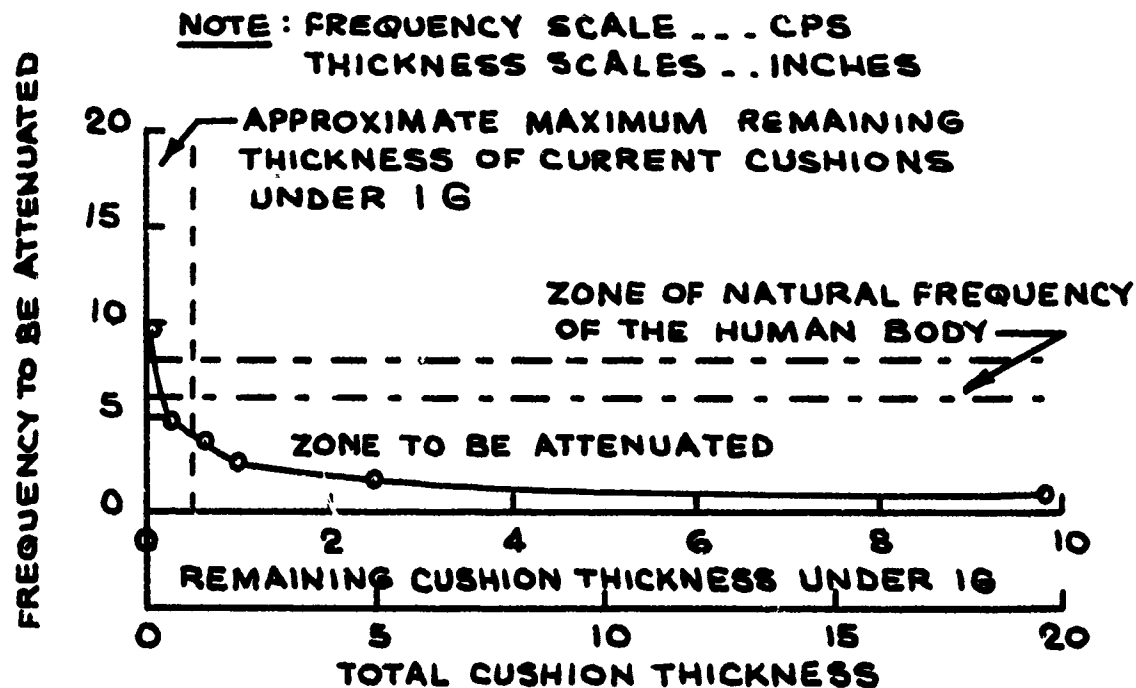 NOTE: FREQUENCY SCALE --- CPS
THICKNESS SCALES -- INCHES
FREQUENCY TO BE ATTENUATED
20
15
10
5
0
APPROXIMATE MAXIMUM REMAINING
THICKNESS OF CURRENT CUSHIONS
UNDER 1 G
ZONE OF NATURAL FREQUENCY
OF THE HUMAN BODY
ZONE TO BE ATTENUATED
0 2 4 6 8 10
REMAINING CUSHION THICKNESS UNDER 1G
0 5 10 15 20
TOTAL CUSHION THICKNESS